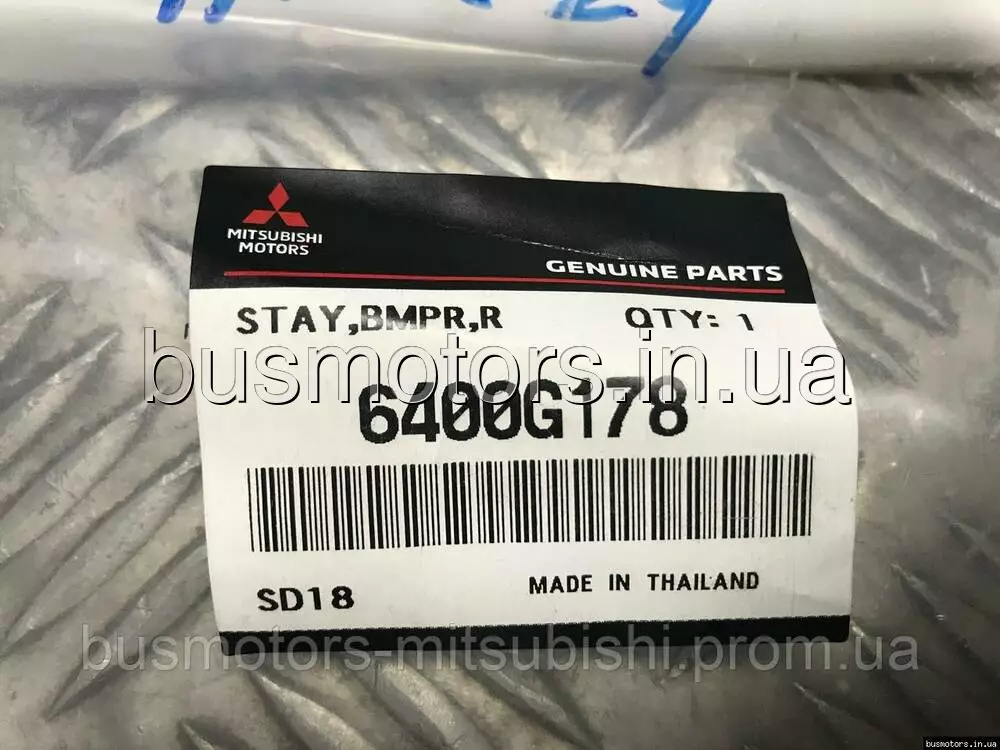 MITSUBISHI
MOTORS
GENUINE PARTS
STAY,BMPR,R QTY: 1
busmotors.in.ua
6400G178
SD18 MADE IN THAILAND
busmotors-mitsubishi.prom.ua
busmotors.in.ua